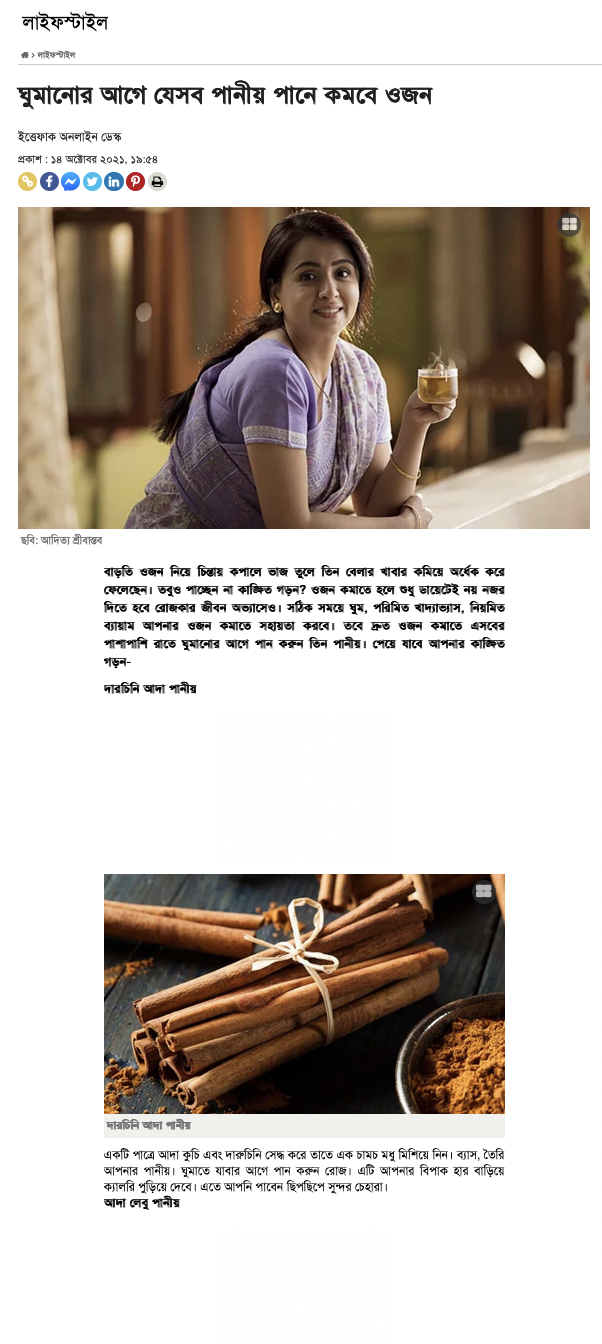 লাইফস্টাইল
› লাইফস্টাইল
ঘুমানোর আগে যেসব পানীয় পানে কমবে ওজন
ইত্তেফাক অনলাইন ডেস্ক
প্রকাশ : ১৪ অক্টোবর ২০২১, ১৯:৫৪
ছবি: আদিত্য শ্রীবাস্তব
বাড়তি ওজন নিয়ে চিন্তায় কপালে ভাজ তুলে তিন বেলার খাবার কমিয়ে অর্ধেক করে
ফেলেছেন। তবুও পাচ্ছেন না কাঙ্ক্ষিত গড়ন? ওজন কমাতে হলে শুধু ডায়েটেই নয় নজর
দিতে হবে রোজকার জীবন অভ্যাসেও। সঠিক সময়ে ঘুম, পরিমিত খাদ্যাভ্যাস, নিয়মিত
ব্যায়াম আপনার ওজন কমাতে সহায়তা করবে। তবে দ্রুত ওজন কমাতে এসবের
পাশাপাশি রাতে ঘুমানোর আগে পান করুন তিন পানীয়। পেয়ে যাবে আপনার কাঙ্ক্ষিত
গড়ন-
দারচিনি আদা পানীয়
দারচিনি আদা পানীয়
একটি পাত্রে আদা কুচি এবং দারুচিনি সেদ্ধ করে তাতে এক চামচ মধু মিশিয়ে নিন। ব্যাস, তৈরি
আপনার পানীয়। ঘুমাতে যাবার আগে পান করুন রোজ। এটি আপনার বিপাক হার বাড়িয়ে
ক্যালরি পুড়িয়ে দেবে। এতে আপনি পাবেন ছিপছিপে সুন্দর চেহারা।
আদা লেবু পানীয়